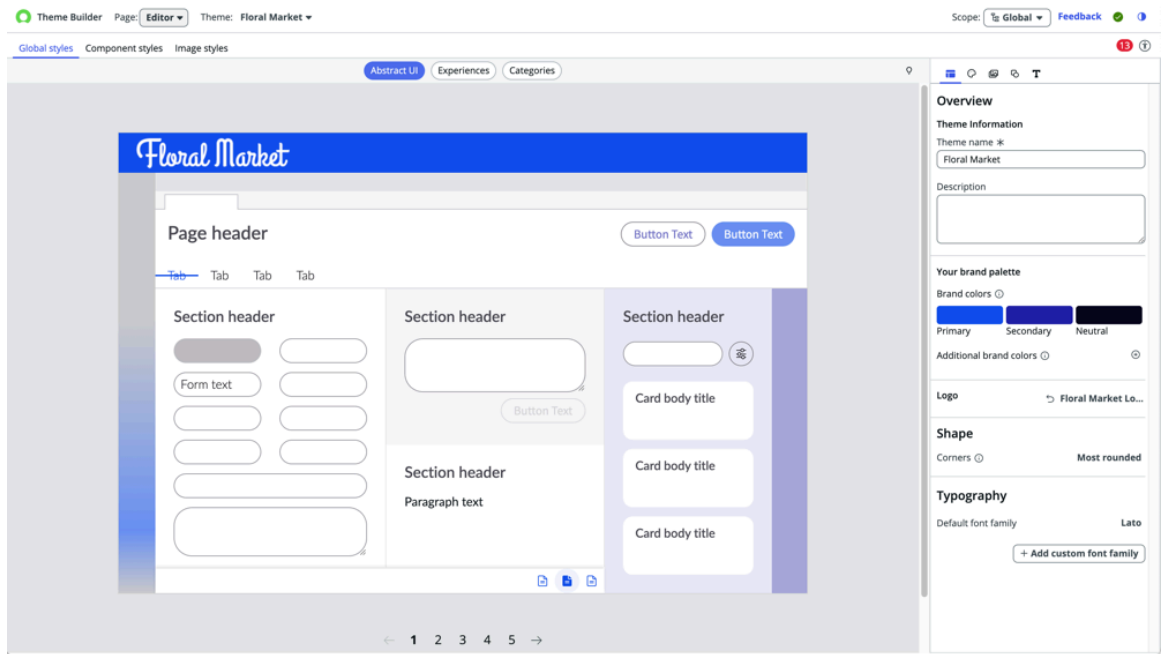 Theme Builder Page: Editor Theme: Floral Market Scope: Global Feedback
Global styles Component styles Image styles 13
Abstract UI Experiences Categories
Floral Market
Page header Button Text Button Text
Tab Tab Tab Tab
Section header Section header Section header
Form text
Button Text
Card body title
Section header
Card body title
Paragraph text
Card body title
1 2 3 4 5
T
Overview
Theme Information
Theme name *
Floral Market
Description
Your brand palette
Brand colors
Primary Secondary Neutral
Additional brand colors
Logo Floral Market Lo...
Shape
Corners Most rounded
Typography
Default font family Lato
+ Add custom font family